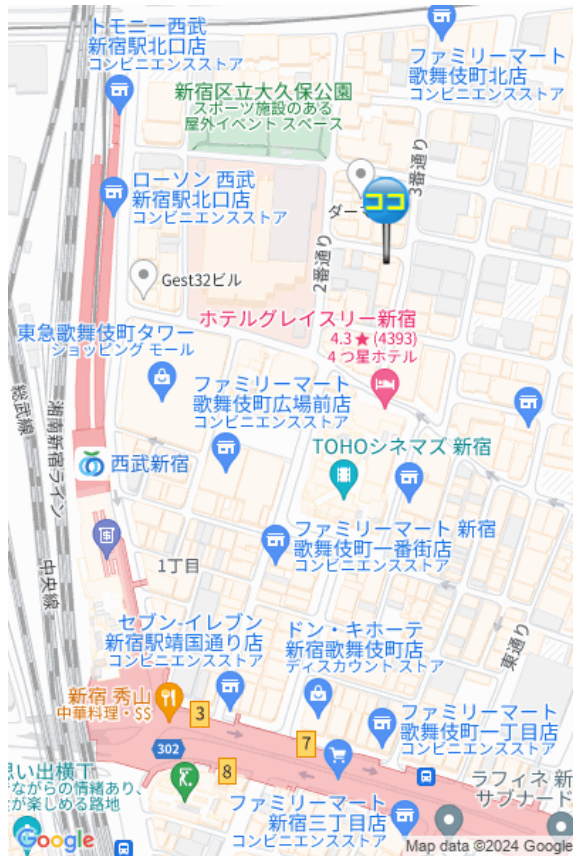 トモニー西武
新宿駅北口店
コンビニエンスストア
ファミリーマート
歌舞伎町北店
コンビニエンスストア
新宿区立大久保公園
スポーツ施設のある
屋外イベント スペース
3番通り
ローソン 西武
新宿駅北口店
コンビニエンスストア
ダー
ココ
2番通り
Gest32ビル
ホテルグレイスリー新宿
4.3★(4393)
4 つ星ホテル
東急歌舞伎町タワー
ショッピング モール
ファミリーマート
歌舞伎町広場前店
コンビニエンスストア
総武線
湘南新宿ライン
TOHOシネマズ 新宿
西武新宿
ファミリーマート 新宿
歌舞伎町一番街店
コンビニエンスストア
中央線
1丁目
セブン-イレブン
新宿駅靖国通り店
コンビニエンスストア
ドン・キホーテ
新宿歌舞伎町店
ディスカウント ストア
東通り
新宿 秀山
中華料理・$$
3
ファミリーマート
歌舞伎町一丁目店
コンビニエンスストア
7
302
8
思い出横丁
ながらの情緒あり、
が楽しめる路地
ラフィネ 新
サブナード
ファミリーマート
新宿三丁目店
コンビニエンスストア
Google
Map data ©2024 Google